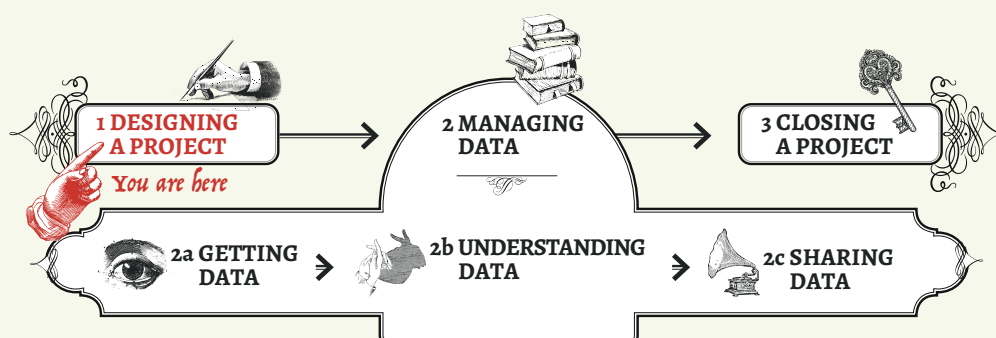 1 DESIGNING
A PROJECT
You are here
2 MANAGING
DATA
3 CLOSING
A PROJECT
2a GETTING
DATA
2b UNDERSTANDING
DATA
2c SHARING
DATA